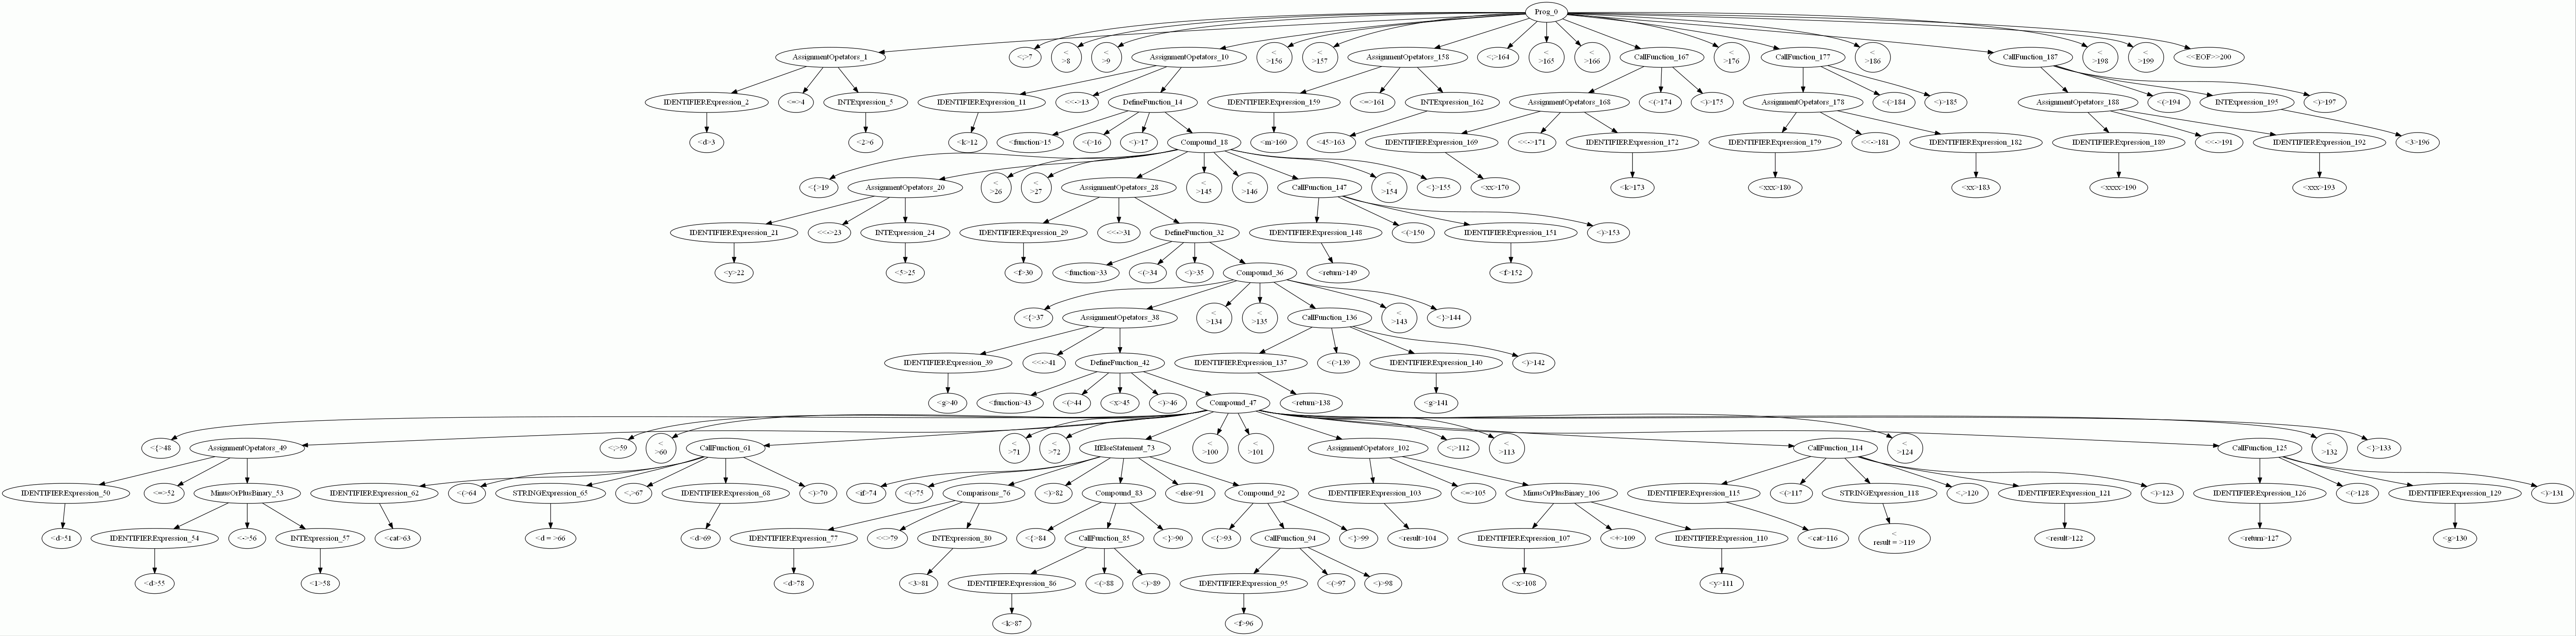 Prog_0
AssignmentOpetators_1
<;>7
<
>8
<
>9
AssignmentOpetators_10
<
>156
<
>157
AssignmentOpetators_158
<;>164
<
>165
<
>166
CallFunction_167
<
>176
CallFunction_177
<
>186
CallFunction_187
<
>198
<
>199
<<EOF>>200
IDENTIFIERExpression_2
<=>4
INTExpression_5
IDENTIFIERExpression_11
<<->13
DefineFunction_14
IDENTIFIERExpression_159
<=>161
INTExpression_162
AssignmentOpetators_168
<(>174
<)>175
AssignmentOpetators_178
<(>184
<)>185
AssignmentOpetators_188
<(>194
INTExpression_195
<)>197
<d>3
<2>6
<k>12
<function>15
<(>16
<)>17
Compound_18
<m>160
<45>163
IDENTIFIERExpression_169
<<->171
IDENTIFIERExpression_172
IDENTIFIERExpression_179
<<->181
IDENTIFIERExpression_182
IDENTIFIERExpression_189
<<->191
IDENTIFIERExpression_192
<3>196
<{>19
AssignmentOpetators_20
<
>26
<
>27
AssignmentOpetators_28
<
>145
<
>146
CallFunction_147
<
>154
<}>155
<xx>170
<k>173
<xxx>180
<xx>183
<xxxx>190
<xxx>193
IDENTIFIERExpression_21
<<->23
INTExpression_24
IDENTIFIERExpression_29
<<->31
DefineFunction_32
IDENTIFIERExpression_148
<(>150
IDENTIFIERExpression_151
<)>153
<y>22
<5>25
<f>30
<function>33
<(>34
<)>35
Compound_36
<return>149
<f>152
<{>37
AssignmentOpetators_38
<
>134
<
>135
CallFunction_136
<
>143
<}>144
IDENTIFIERExpression_39
<<->41
DefineFunction_42
IDENTIFIERExpression_137
<(>139
IDENTIFIERExpression_140
<)>142
<g>40
<function>43
<(>44
<x>45
<)>46
Compound_47
<return>138
<g>141
<{>48
AssignmentOpetators_49
<;>59
<
>60
CallFunction_61
<
>71
<
>72
IfElseStatement_73
<
>100
<
>101
AssignmentOpetators_102
<;>112
<
>113
CallFunction_114
<
>124
CallFunction_125
<
>132
<}>133
IDENTIFIERExpression_50
<=>52
MinusOrPlusBinary_53
IDENTIFIERExpression_62
<(>64
STRINGExpression_65
<,>67
IDENTIFIERExpression_68
<)>70
<if>74
<(>75
Comparisons_76
<)>82
Compound_83
<else>91
Compound_92
IDENTIFIERExpression_103
<=>105
MinusOrPlusBinary_106
IDENTIFIERExpression_115
<(>117
STRINGExpression_118
<,>120
IDENTIFIERExpression_121
<)>123
IDENTIFIERExpression_126
<(>128
IDENTIFIERExpression_129
<)>131
<d>51
IDENTIFIERExpression_54
<->56
INTExpression_57
<cat>63
<d = >66
<d>69
IDENTIFIERExpression_77
<<>79
INTExpression_80
<{>84
CallFunction_85
<}>90
<{>93
CallFunction_94
<}>99
<result>104
IDENTIFIERExpression_107
<+>109
IDENTIFIERExpression_110
<cat>116
<
result = >119
<result>122
<return>127
<g>130
<d>55
<1>58
<d>78
<3>81
IDENTIFIERExpression_86
<(>88
<)>89
IDENTIFIERExpression_95
<(>97
<)>98
<x>108
<y>111
<k>87
<f>96